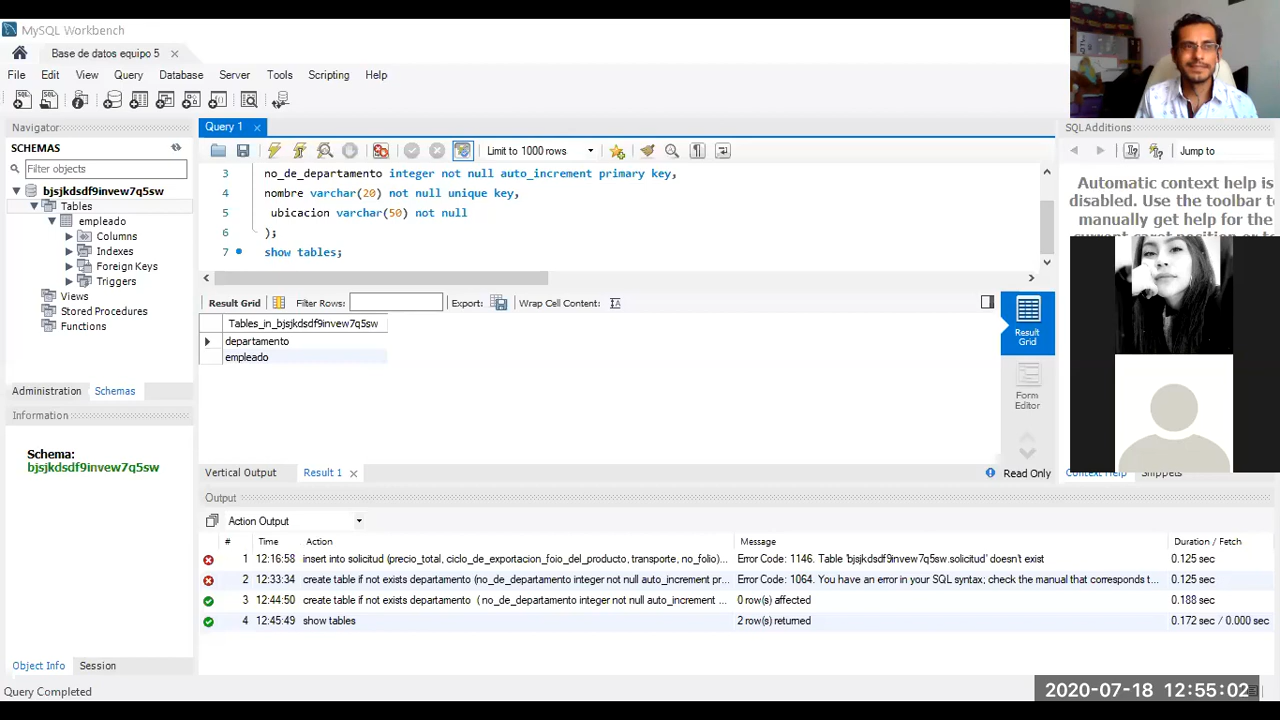 MySQL Workbench
Base de datos equipo 5
File Edit View Query Database Server Tools Scripting Help
Navigator
SCHEMAS
Filter objects
bjsjkdsdf9invew7q5sw
Tables
empleado
Columns
Indexes
Foreign Keys
Triggers
Views
Stored Procedures
Functions
Administration Schemas
Information
Schema:
bjsjkdsdf9invew7q5sw
Object Info Session
Query Completed
Query 1
Limit to 1000 rows
3 no_de_departamento integer not null auto_increment primary key,
4 nombre varchar(20) not null unique key,
5 ubicacion varchar(50) not null
6 );
7 show tables;
Result Grid Filter Rows: Export: Wrap Cell Content:
Tables_in_bjsjkdsdf9invew7q5sw
departamento
empleado
Result Grid
Form Editor
Vertical Output Result 1 Read Only
Output
Action Output
# Time Action Message Duration / Fetch
1 12:16:58 insert into solicitud (precio_total, ciclo_de_exportacion_foio_del_producto, transporte, no_folio)... Error Code: 1146. Table 'bjsjkdsdf9invew7q5sw.solicitud' doesn't exist 0.125 sec
2 12:33:34 create table if not exists departamento (no_de_departamento integer not null auto_increment pr... Error Code: 1064. You have an error in your SQL syntax; check the manual that corresponds t... 0.125 sec
3 12:44:50 create table if not exists departamento ( no_de_departamento integer not null auto_increment ... 0 row(s) affected 0.188 sec
4 12:45:49 show tables 2 row(s) returned 0.172 sec / 0.000 sec
SQLAdditions
Jump to
Automatic context help is
disabled. Use the toolbar to
manually get help for the
current caret position or to
Context Help Snippets
2020-07-18 12:55:02